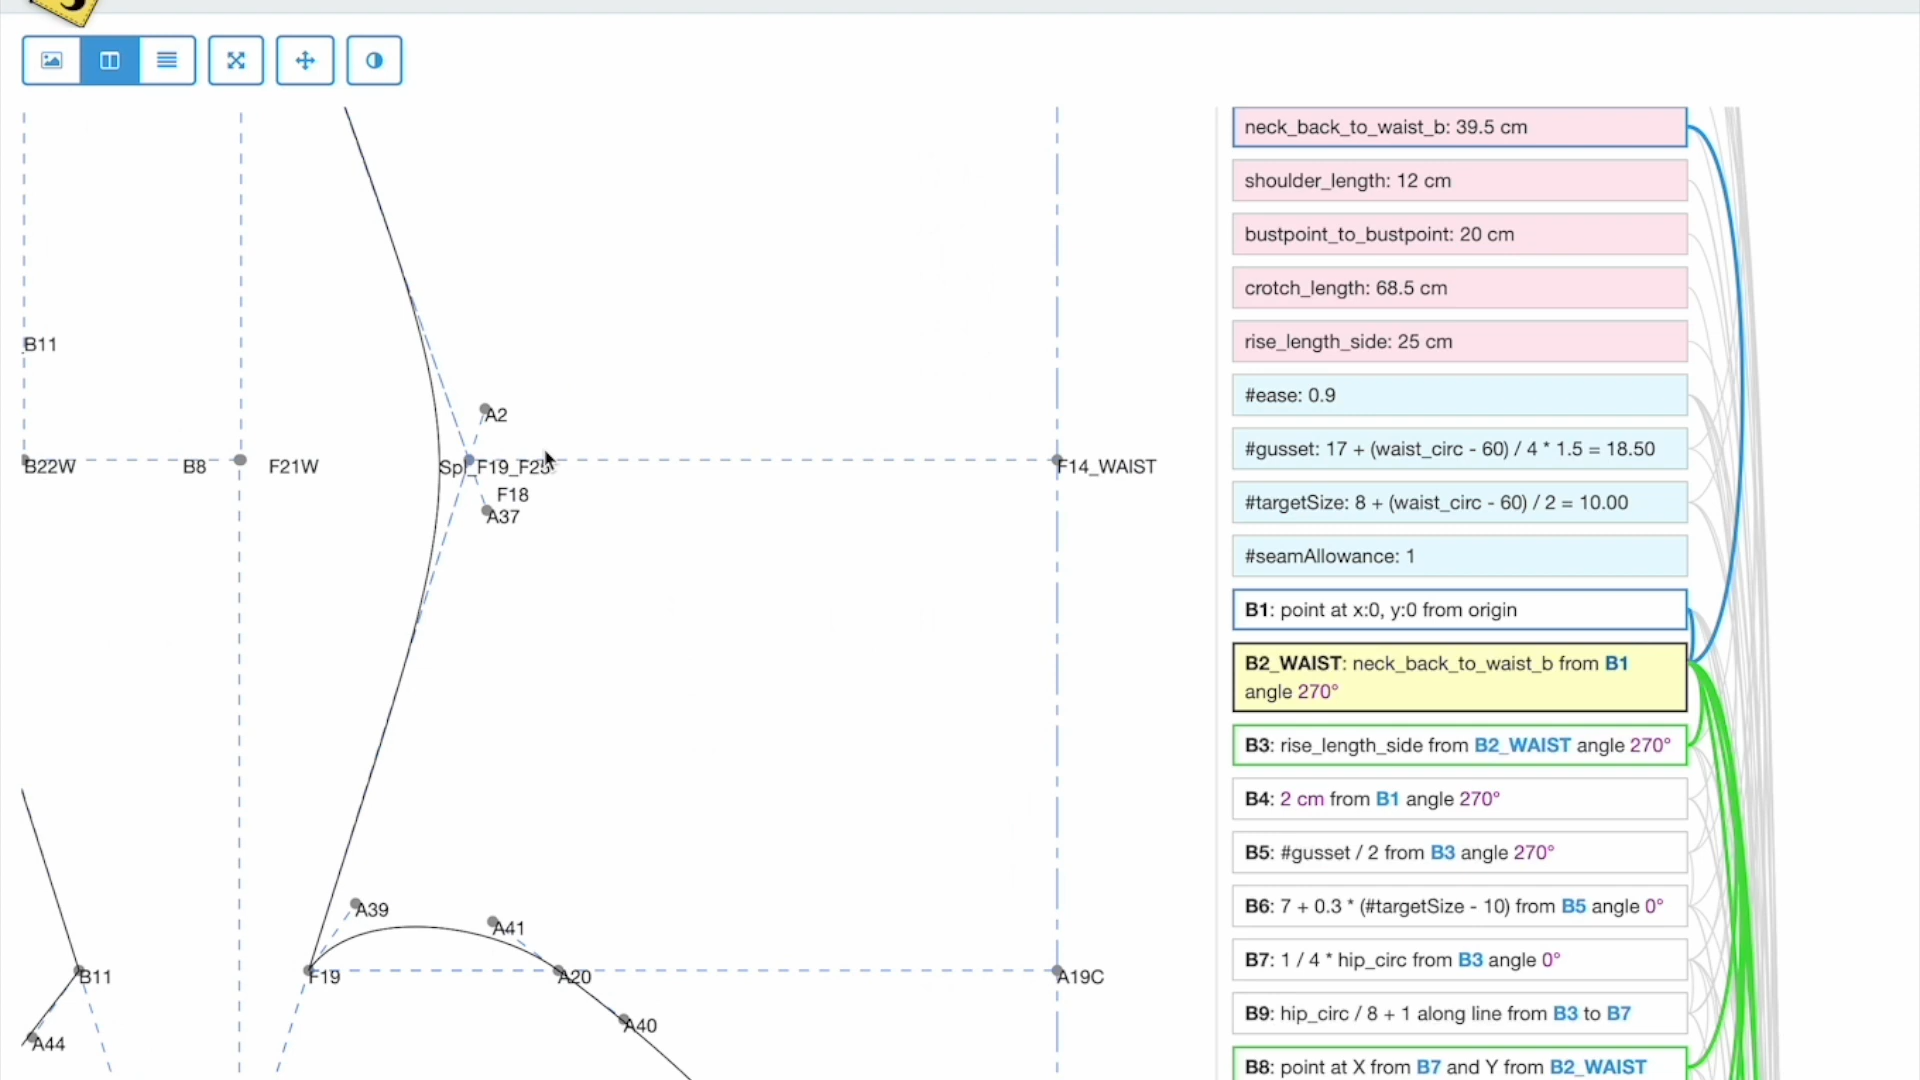 B11
A2
B22W
B8
F21W
Spl_F19_F25
F14_WAIST
F18
A37
A39
A41
B11
F19
A20
A19C
A40
A44
neck_back_to_waist_b: 39.5 cm
shoulder_length: 12 cm
bustpoint_to_bustpoint: 20 cm
crotch_length: 68.5 cm
rise_length_side: 25 cm
#ease: 0.9
#gusset: 17 + (waist_circ - 60) / 4 * 1.5 = 18.50
#targetSize: 8 + (waist_circ - 60) / 2 = 10.00
#seamAllowance: 1
B1: point at x:0, y:0 from origin
B2_WAIST: neck_back_to_waist_b from B1
angle 270°
B3: rise_length_side from B2_WAIST angle 270°
B4: 2 cm from B1 angle 270°
B5: #gusset / 2 from B3 angle 270°
B6: 7 + 0.3 * (#targetSize - 10) from B5 angle 0°
B7: 1 / 4 * hip_circ from B3 angle 0°
B9: hip_circ / 8 + 1 along line from B3 to B7
B8: point at X from B7 and Y from B2_WAIST